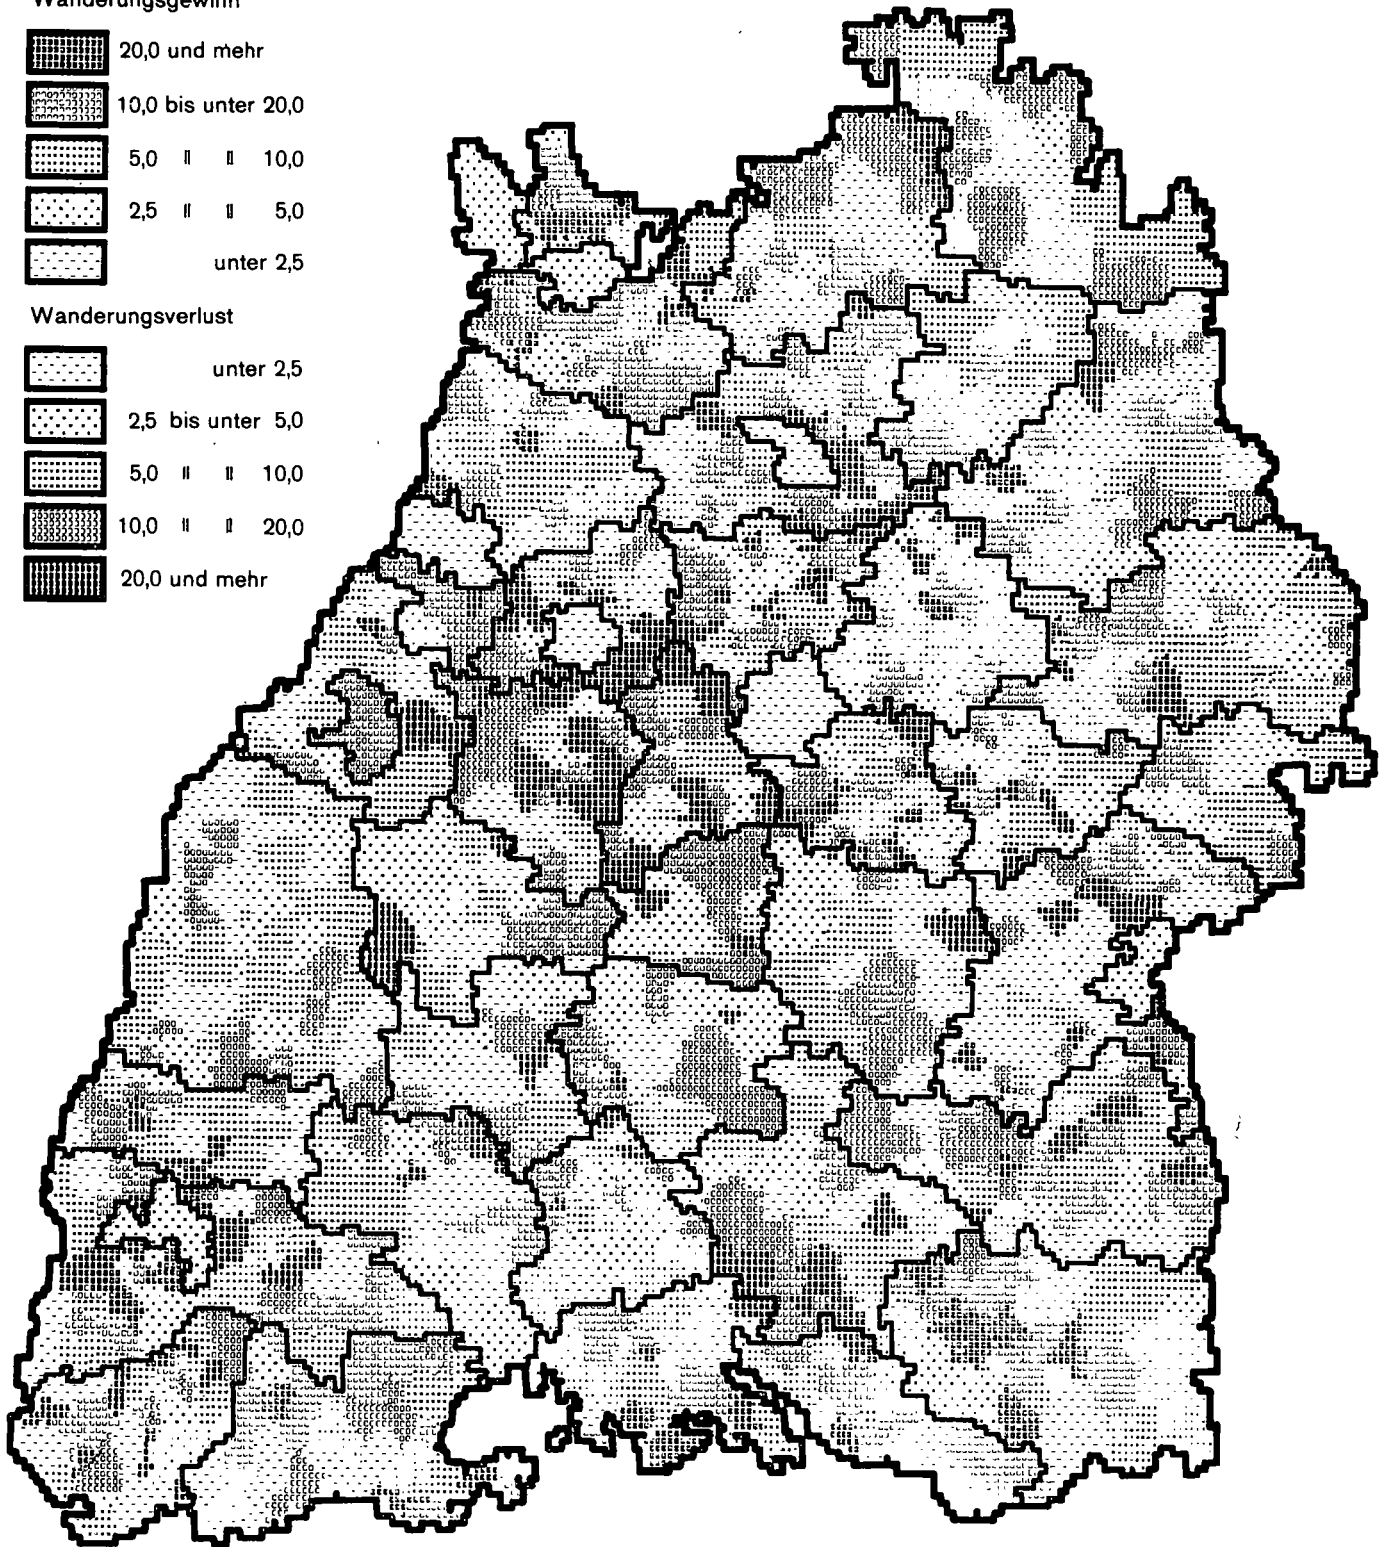 Wanderungsgewinn
20,0 und mehr
10,0 bis unter 20,0
5,0 " " 10,0
2,5 " " 5,0
unter 2,5
Wanderungsverlust
unter 2,5
2,5 bis unter 5,0
5,0 " " 10,0
10,0 " " 20,0
20,0 und mehr